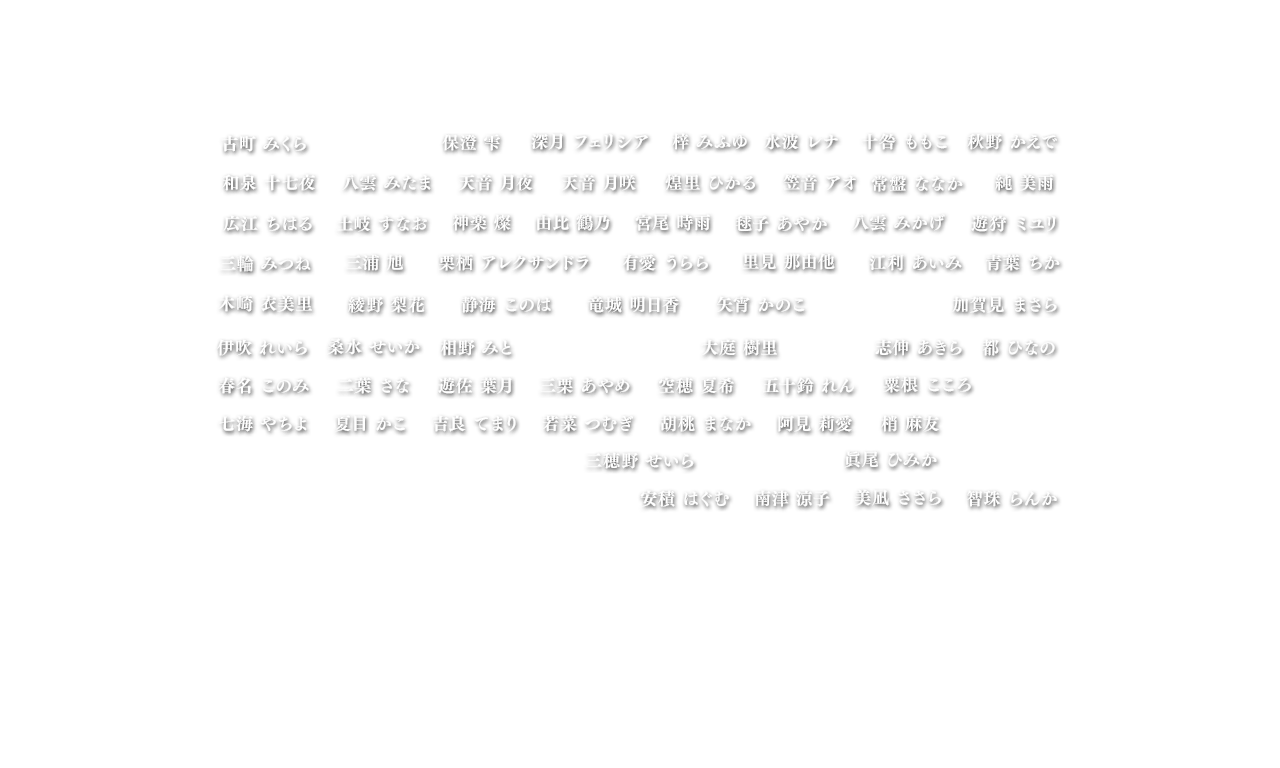 古町 みくら 保澄 雫 深月 フェリシア 梓 みふゆ 水波 レナ 十咎 ももこ 秋野 かえで
和泉 十七夜 八雲 みたま 天音 月夜 天音 月咲 煌里 ひかる 笠音 アオ 常盤 ななか 純 美雨
広江 ちはる 土岐 すなお 神楽 燦 由比 鶴乃 宮尾 時雨 毬子 あやか 八雲 みかげ 遊狩 ミユリ
三輪 みつね 三浦 旭 栗栖 アレクサンドラ 有愛 うらら 里見 那由他 江利 あいみ 青葉 ちか
木崎 衣美里 綾野 梨花 静海 このは 竜城 明日香 矢宵 かのこ 加賀見 まさら
伊吹 れいら 桑水 せいか 相野 みと 大庭 樹里 志伸 あきら 都 ひなの
春名 このみ 二葉 さな 遊佐 葉月 三栗 あやめ 空穂 夏希 五十鈴 れん 粟根 こころ
七海 やちよ 夏目 かこ 吉良 てまり 若菜 つむぎ 胡桃 まなか 阿見 莉愛 梢 麻友
三穂野 せいら 眞尾 ひみか
安積 はぐむ 南津 涼子 美凪 ささら 智珠 らんか